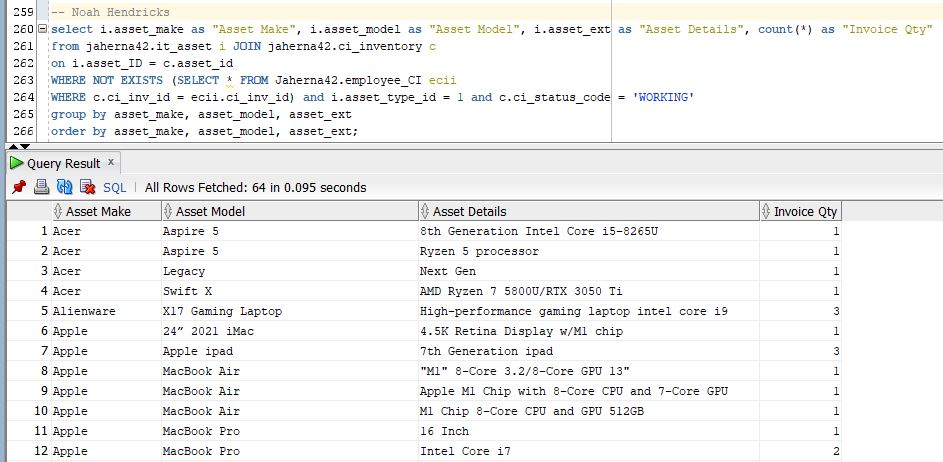 259 -- Noah Hendricks
260 select i.asset_make as "Asset Make", i.asset_model as "Asset Model", i.asset_ext as "Asset Details", count(*) as "Invoice Qty"
261 from jaherna42.it_asset i JOIN jaherna42.ci_inventory c
262 on i.asset_ID = c.asset_id
263 WHERE NOT EXISTS (SELECT * FROM Jaherna42.employee_CI ecii
264 WHERE c.ci_inv_id = ecii.ci_inv_id) and i.asset_type_id = 1 and c.ci_status_code = 'WORKING'
265 group by asset_make, asset_model, asset_ext
266 order by asset_make, asset_model, asset_ext;
Query Result x
SQL | All Rows Fetched: 64 in 0.095 seconds
Asset Make Asset Model Asset Details Invoice Qty
1 Acer Aspire 5 8th Generation Intel Core i5-8265U 1
2 Acer Aspire 5 Ryzen 5 processor 1
3 Acer Legacy Next Gen 1
4 Acer Swift X AMD Ryzen 7 5800U/RTX 3050 Ti 1
5 Alienware X17 Gaming Laptop High-performance gaming laptop intel core i9 3
6 Apple 24” 2021 iMac 4.5K Retina Display w/M1 chip 1
7 Apple Apple ipad 7th Generation ipad 3
8 Apple MacBook Air "M1" 8-Core 3.2/8-Core GPU 13" 1
9 Apple MacBook Air Apple M1 Chip with 8-Core CPU and 7-Core GPU 1
10 Apple MacBook Air M1 Chip 8-Core CPU and GPU 512GB 1
11 Apple MacBook Pro 16 Inch 1
12 Apple MacBook Pro Intel Core i7 2